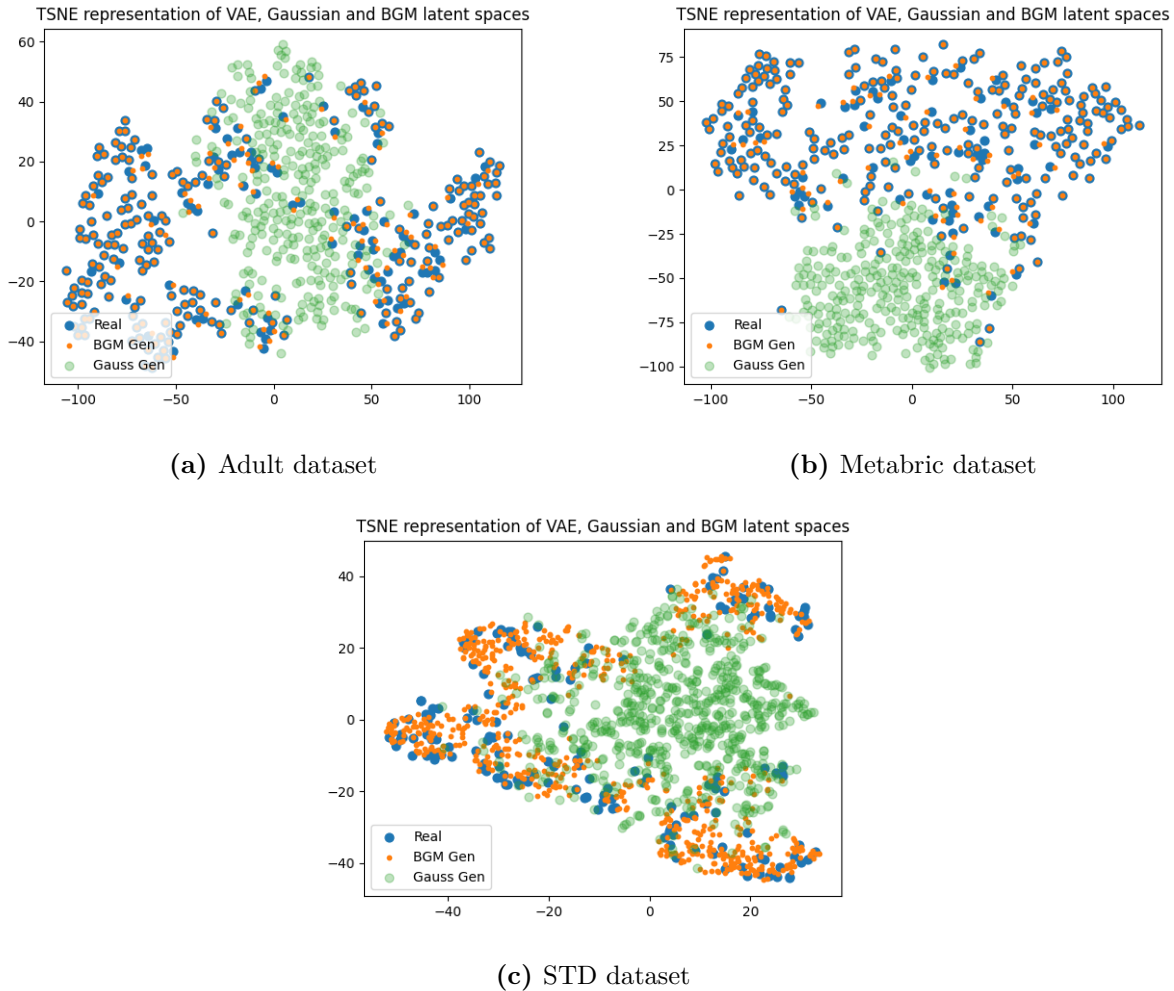 TSNE representation of VAE, Gaussian and BGM latent spaces
60
40
20
0
−20
−40
−100
−50
0
50
100
Real
BGM Gen
Gauss Gen
(a) Adult dataset
TSNE representation of VAE, Gaussian and BGM latent spaces
75
50
25
0
−25
−50
−75
−100
−100
−50
0
50
100
Real
BGM Gen
Gauss Gen
(b) Metabric dataset
TSNE representation of VAE, Gaussian and BGM latent spaces
40
20
0
−20
−40
−40
−20
0
20
Real
BGM Gen
Gauss Gen
(c) STD dataset